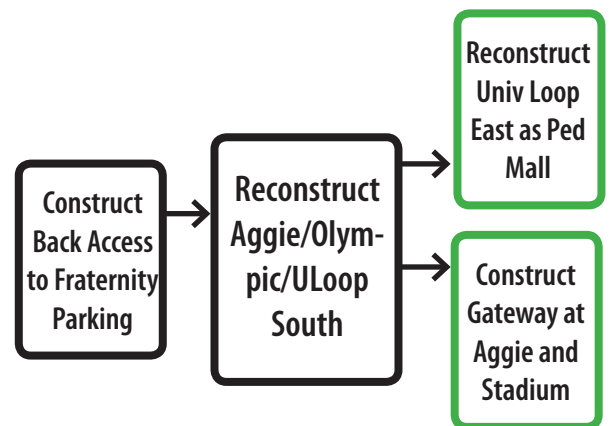 Construct
Back Access
to Fraternity
Parking
Reconstruct
Aggie/Olym-
pic/ULoop
South
Reconstruct
Univ Loop
East as Ped
Mall
Construct
Gateway at
Aggie and
Stadium